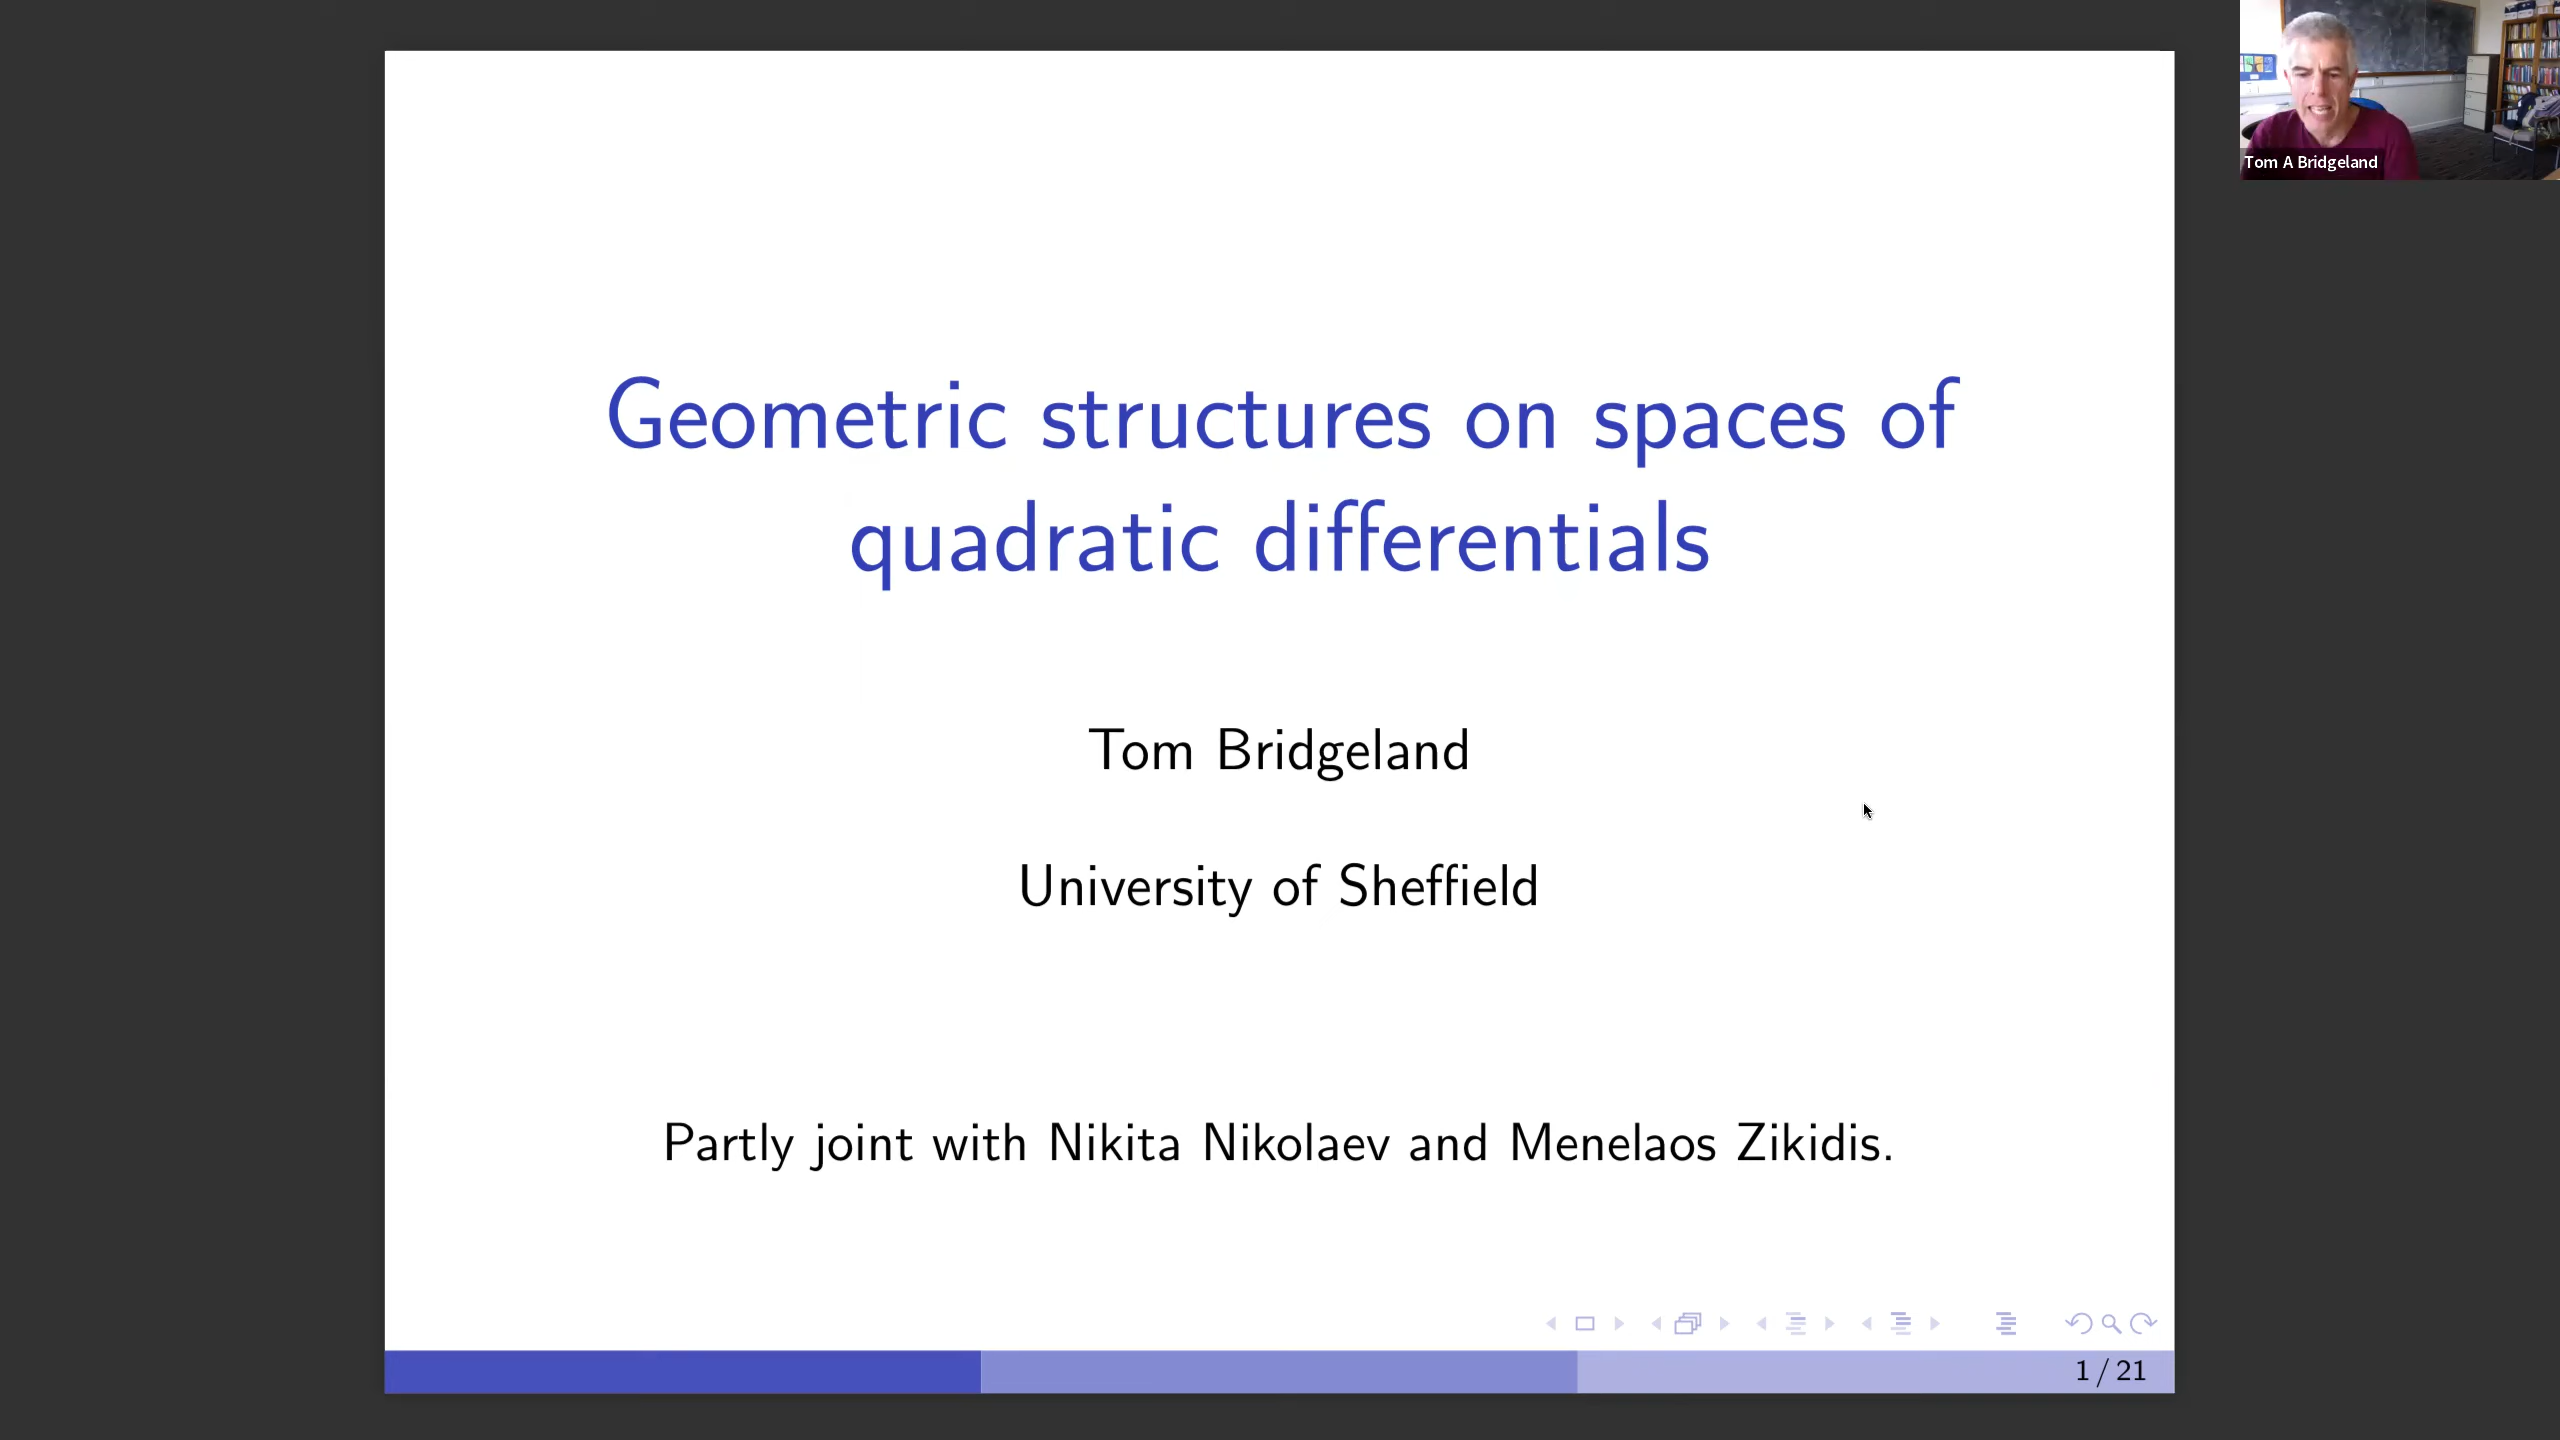 Geometric structures on spaces of
quadratic differentials
Tom Bridgeland
University of Sheffield
Partly joint with Nikita Nikolaev and Menelaos Zikidis.
1 / 21
Tom A Bridgeland